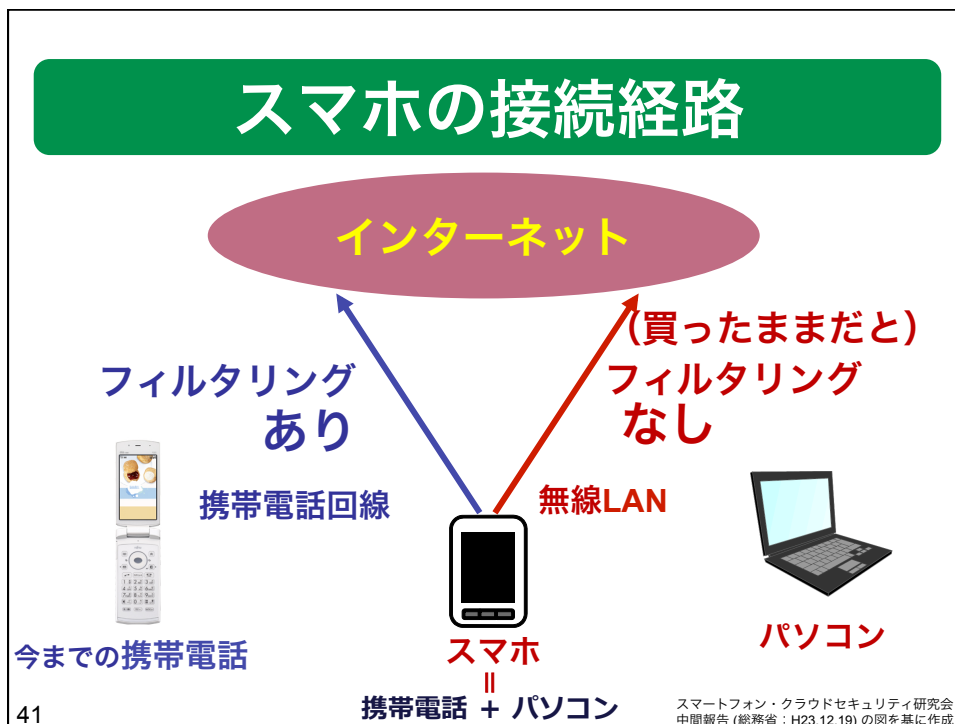 スマホの接続経路
インターネット
(買ったままだと)
フィルタリング
あり
フィルタリング
なし
携帯電話回線
無線LAN
今までの携帯電話
スマホ
パソコン
=
携帯電話 + パソコン
41
スマートフォン・クラウドセキュリティ研究会
中間報告 (総務省:H23.12.19) の図を基に作成